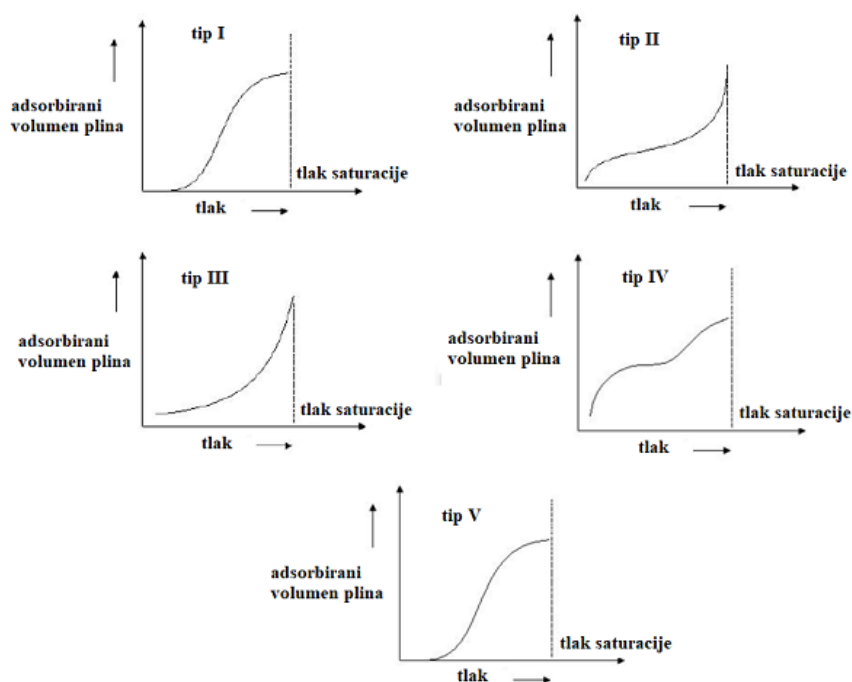 tip I
adsorbirani
volumen plina
tlak saturacije
tlak
tip II
adsorbirani
volumen plina
tlak saturacije
tlak
tip III
adsorbirani
volumen plina
tlak saturacije
tlak
tip IV
adsorbirani
volumen plina
tlak saturacije
tlak
tip V
adsorbirani
volumen plina
tlak saturacije
tlak